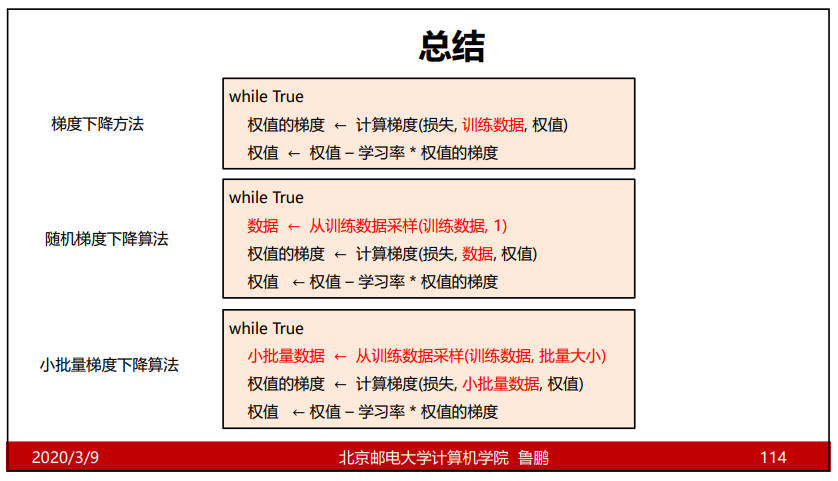 总结
梯度下降方法
while True
权值的梯度 ← 计算梯度(损失, 训练数据, 权值)
权值 ← 权值 – 学习率 * 权值的梯度
随机梯度下降算法
while True
数据 ← 从训练数据采样(训练数据, 1)
权值的梯度 ← 计算梯度(损失, 数据, 权值)
权值 ← 权值 – 学习率 * 权值的梯度
小批量梯度下降算法
while True
小批量数据 ← 从训练数据采样(训练数据, 批量大小)
权值的梯度 ← 计算梯度(损失, 小批量数据, 权值)
权值 ← 权值 – 学习率 * 权值的梯度
2020/3/9 北京邮电大学计算机学院 鲁鹏 114